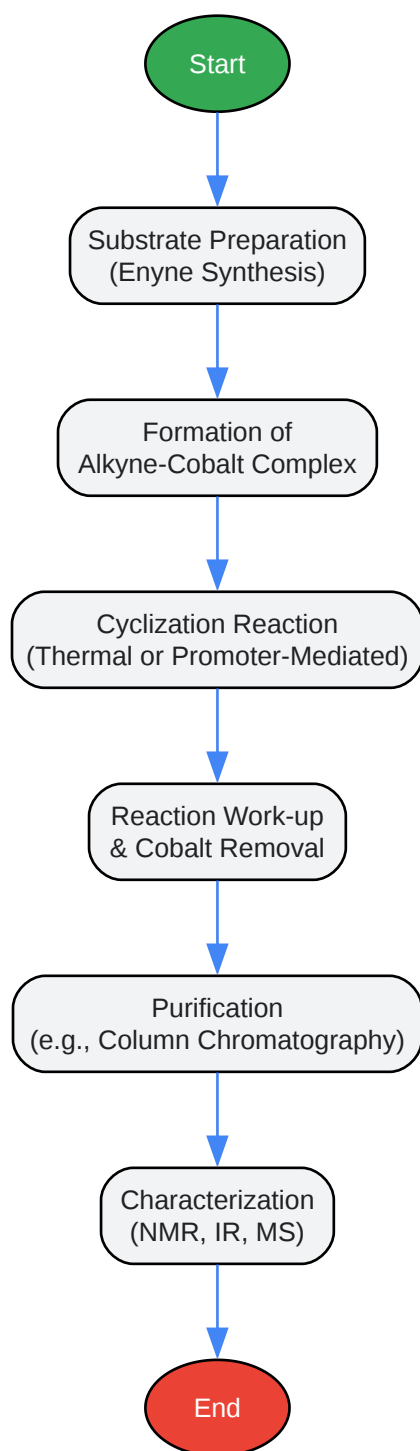 Start
Substrate Preparation
(Enyne Synthesis)
Formation of
Alkyne-Cobalt Complex
Cyclization Reaction
(Thermal or Promoter-Mediated)
Reaction Work-up
& Cobalt Removal
Purification
(e.g., Column Chromatography)
Characterization
(NMR, IR, MS)
End